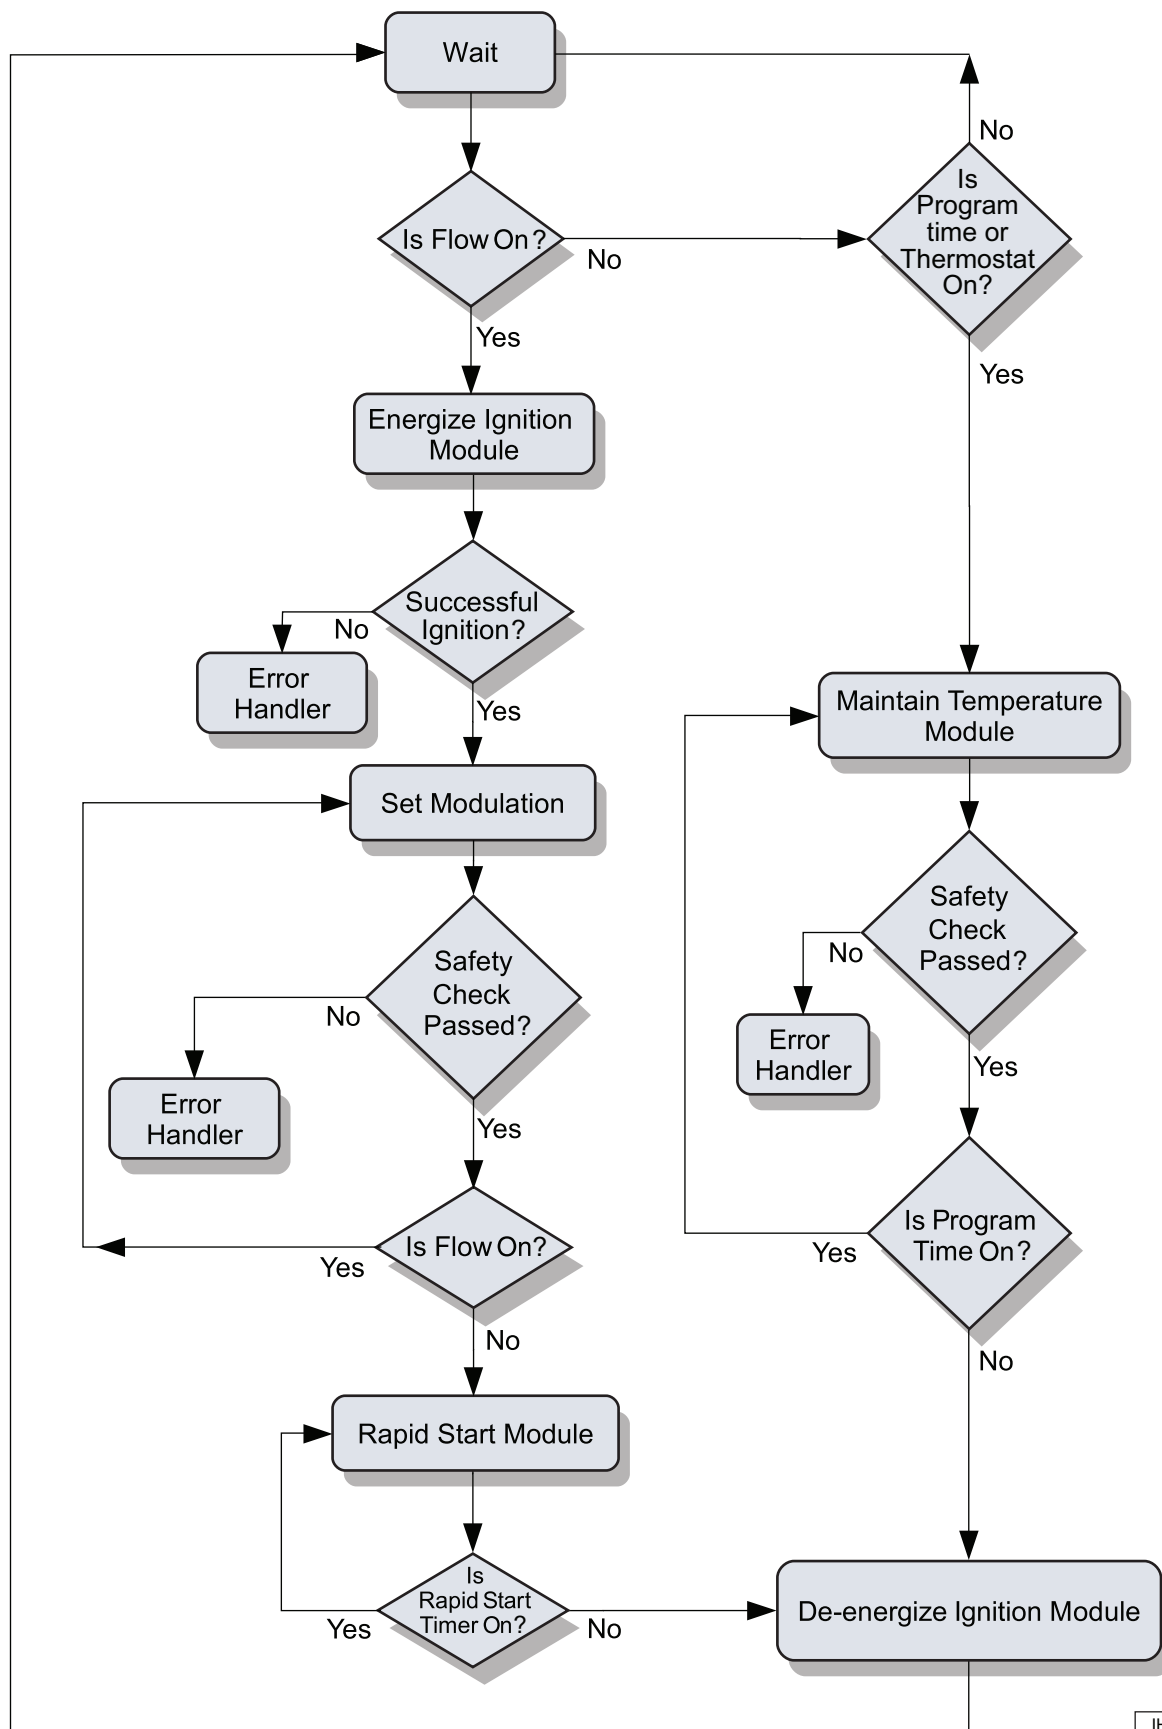 Wait
No
Is
Program
time or
Thermostat
On?
Is Flow On?
No
Yes
Yes
Energize Ignition
Module
Successful
Ignition?
No
Error
Handler
Yes
Maintain Temperature
Module
Set Modulation
Safety
Check
Passed?
No
Error
Handler
Yes
Safety
Check
Passed?
No
Error
Handler
Yes
Is Program
Time On?
Yes
No
Is Flow On?
Yes
No
Rapid Start Module
Is
Rapid Start
Timer On?
Yes
No
De-energize Ignition Module